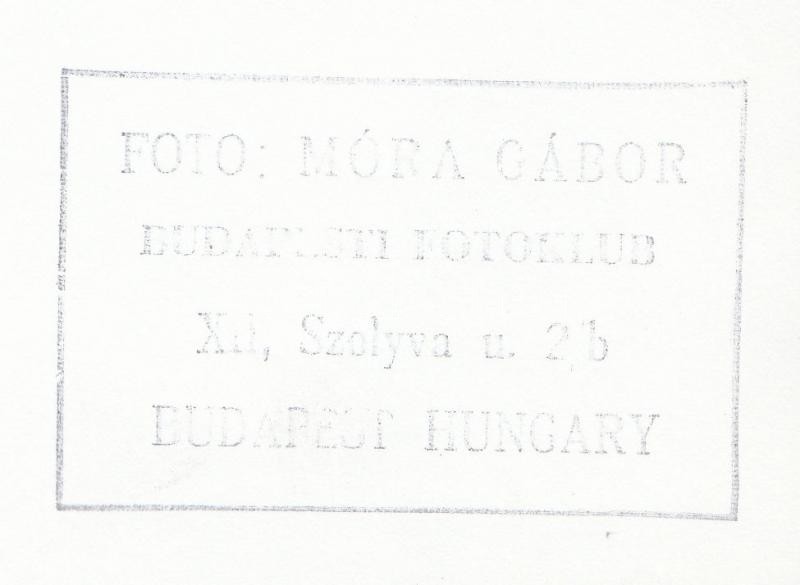 FOTO: MÓRA GÁBOR
BUDAPESTI FOTOKLUB
XII, Szolyva u. 2/b
BUDAPEST HUNGARY